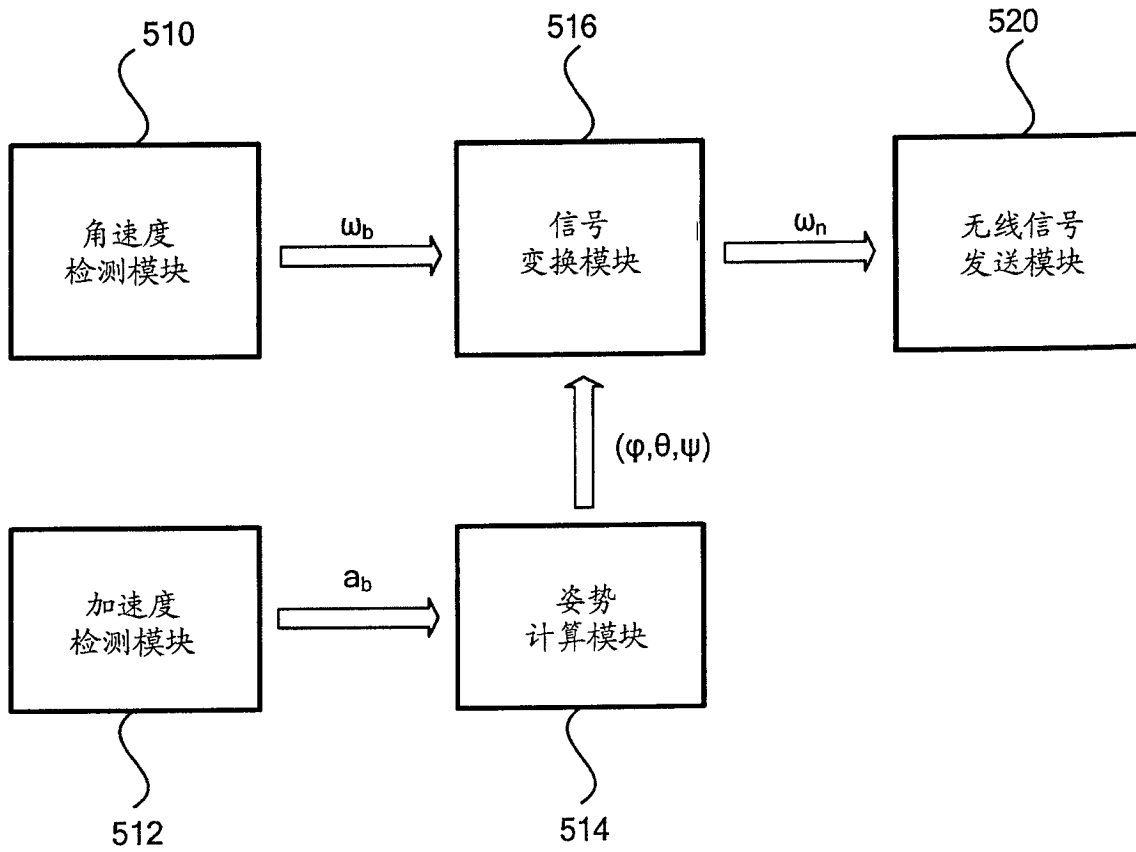 510
516
520
角速度
检测模块
ωb
信号
变换模块
ωn
无线信号
发送模块
(φ,θ,ψ)
加速度
检测模块
ab
姿势
计算模块
512
514